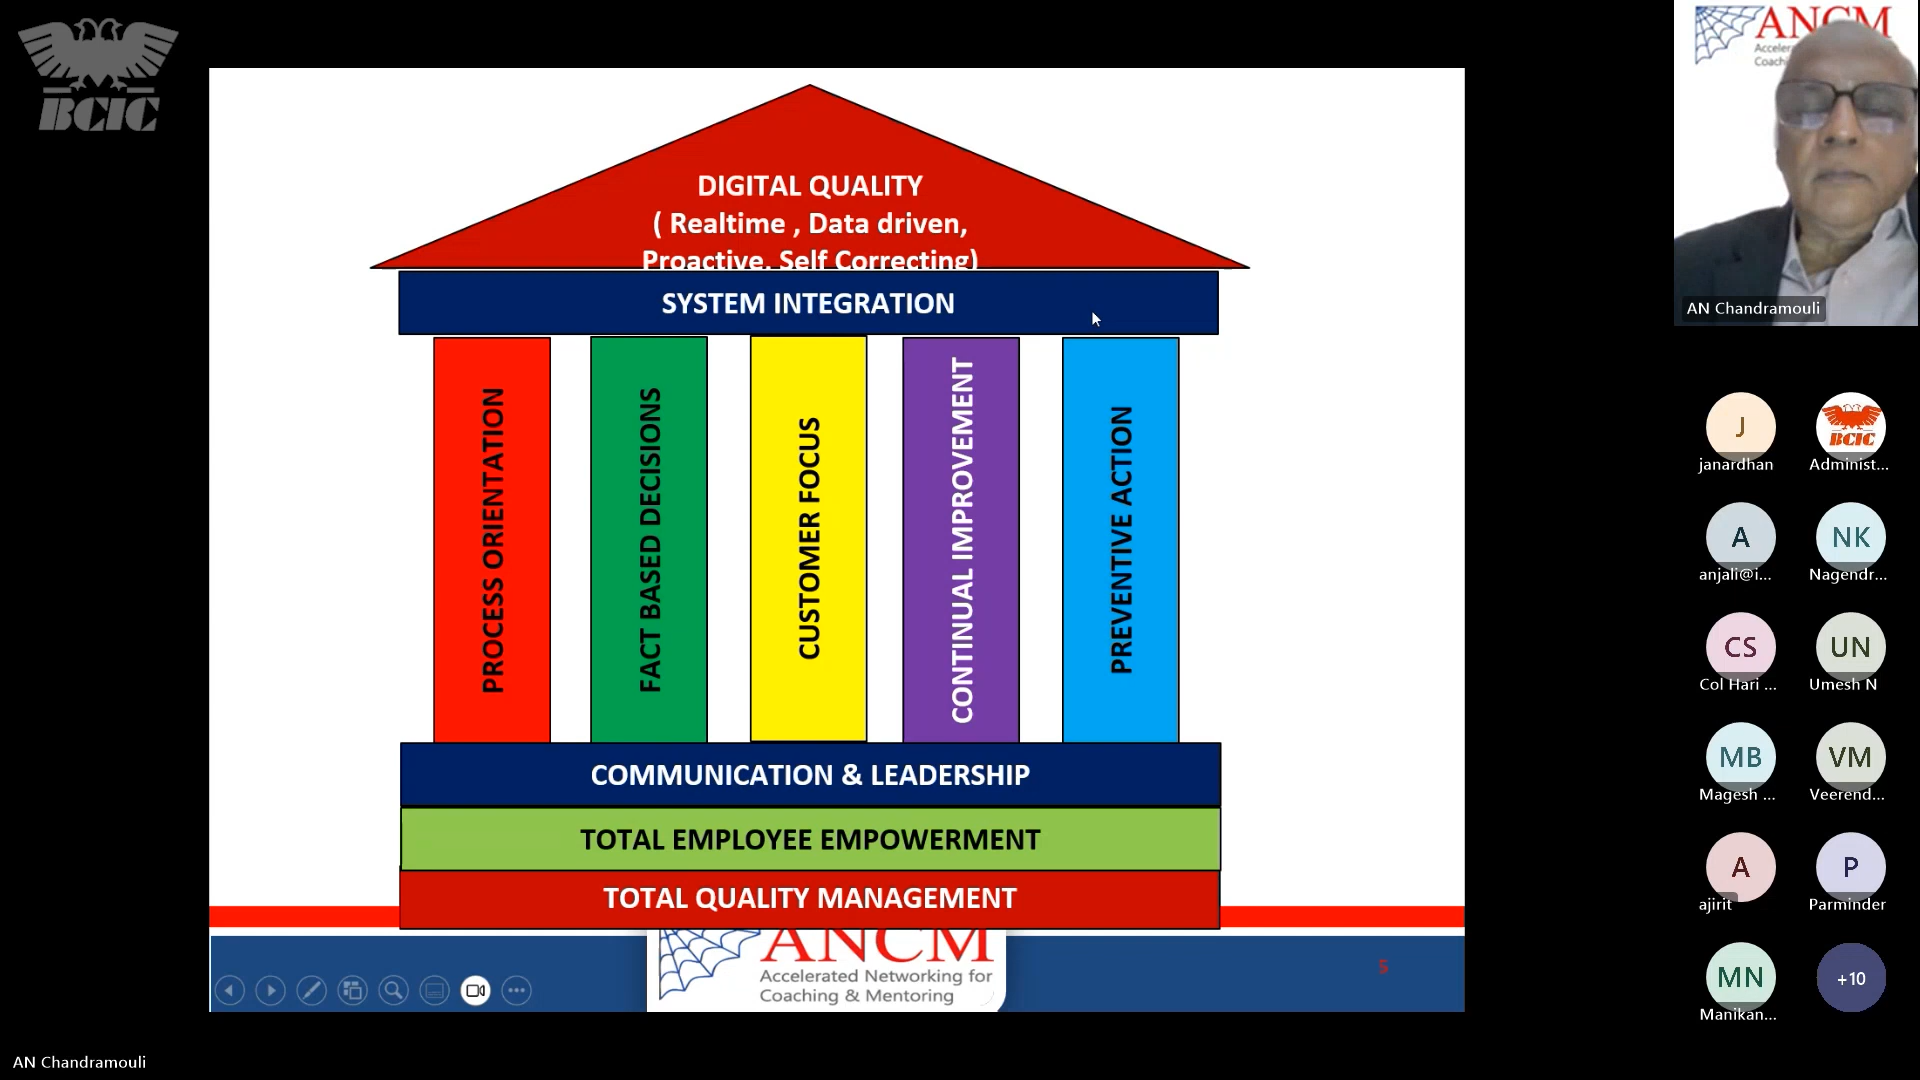 BCIC
DIGITAL QUALITY
( Realtime , Data driven,
Proactive, Self Correcting)
SYSTEM INTEGRATION
PROCESS ORIENTATION
FACT BASED DECISIONS
CUSTOMER FOCUS
CONTINUAL IMPROVEMENT
PREVENTIVE ACTION
COMMUNICATION & LEADERSHIP
TOTAL EMPLOYEE EMPOWERMENT
TOTAL QUALITY MANAGEMENT
ANCM
Accelerated Networking for
Coaching & Mentoring
5
ANCM
Acceler
Coachi
AN Chandramouli
J
janardhan
BCIC
Administ...
A
anjali@i...
NK
Nagendr...
CS
Col Hari ...
UN
Umesh N
MB
Magesh ...
VM
Veerend...
A
ajirit
P
Parminder
MN
Manikan...
+10
AN Chandramouli